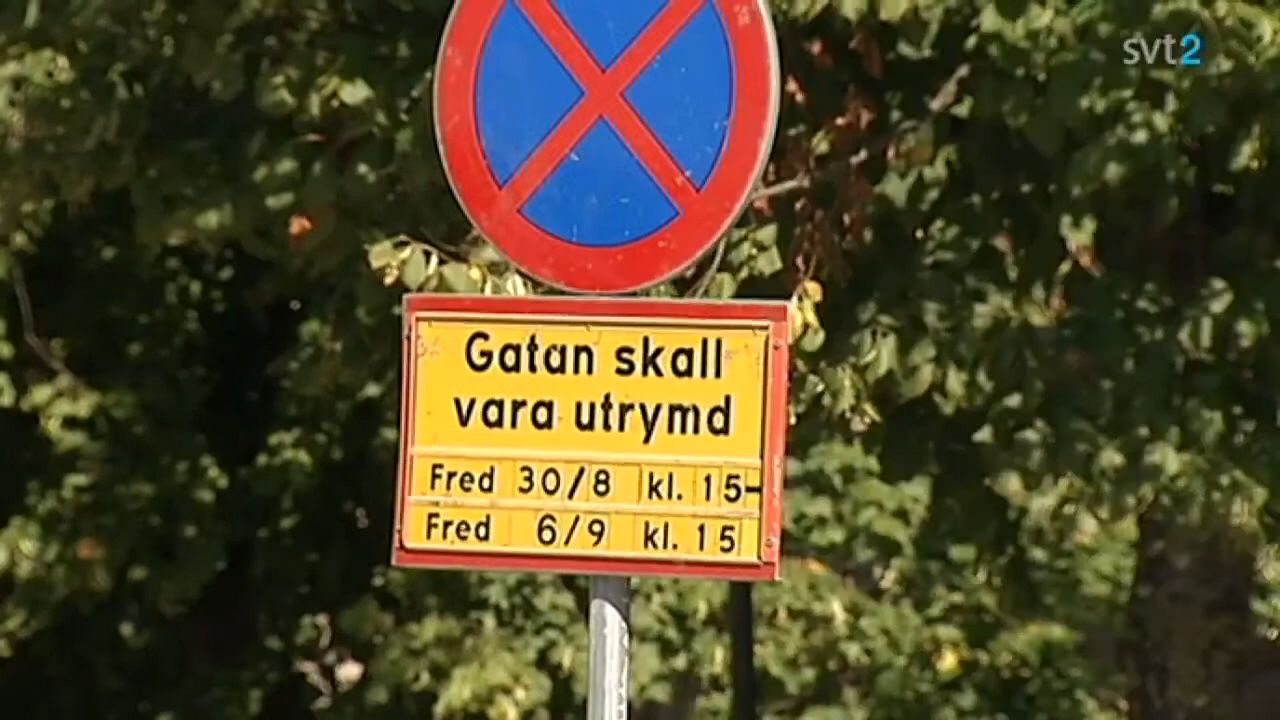 svt2
Gatan skall
vara utrymd
Fred 30/8 kl. 15-
Fred 6/9 kl. 15